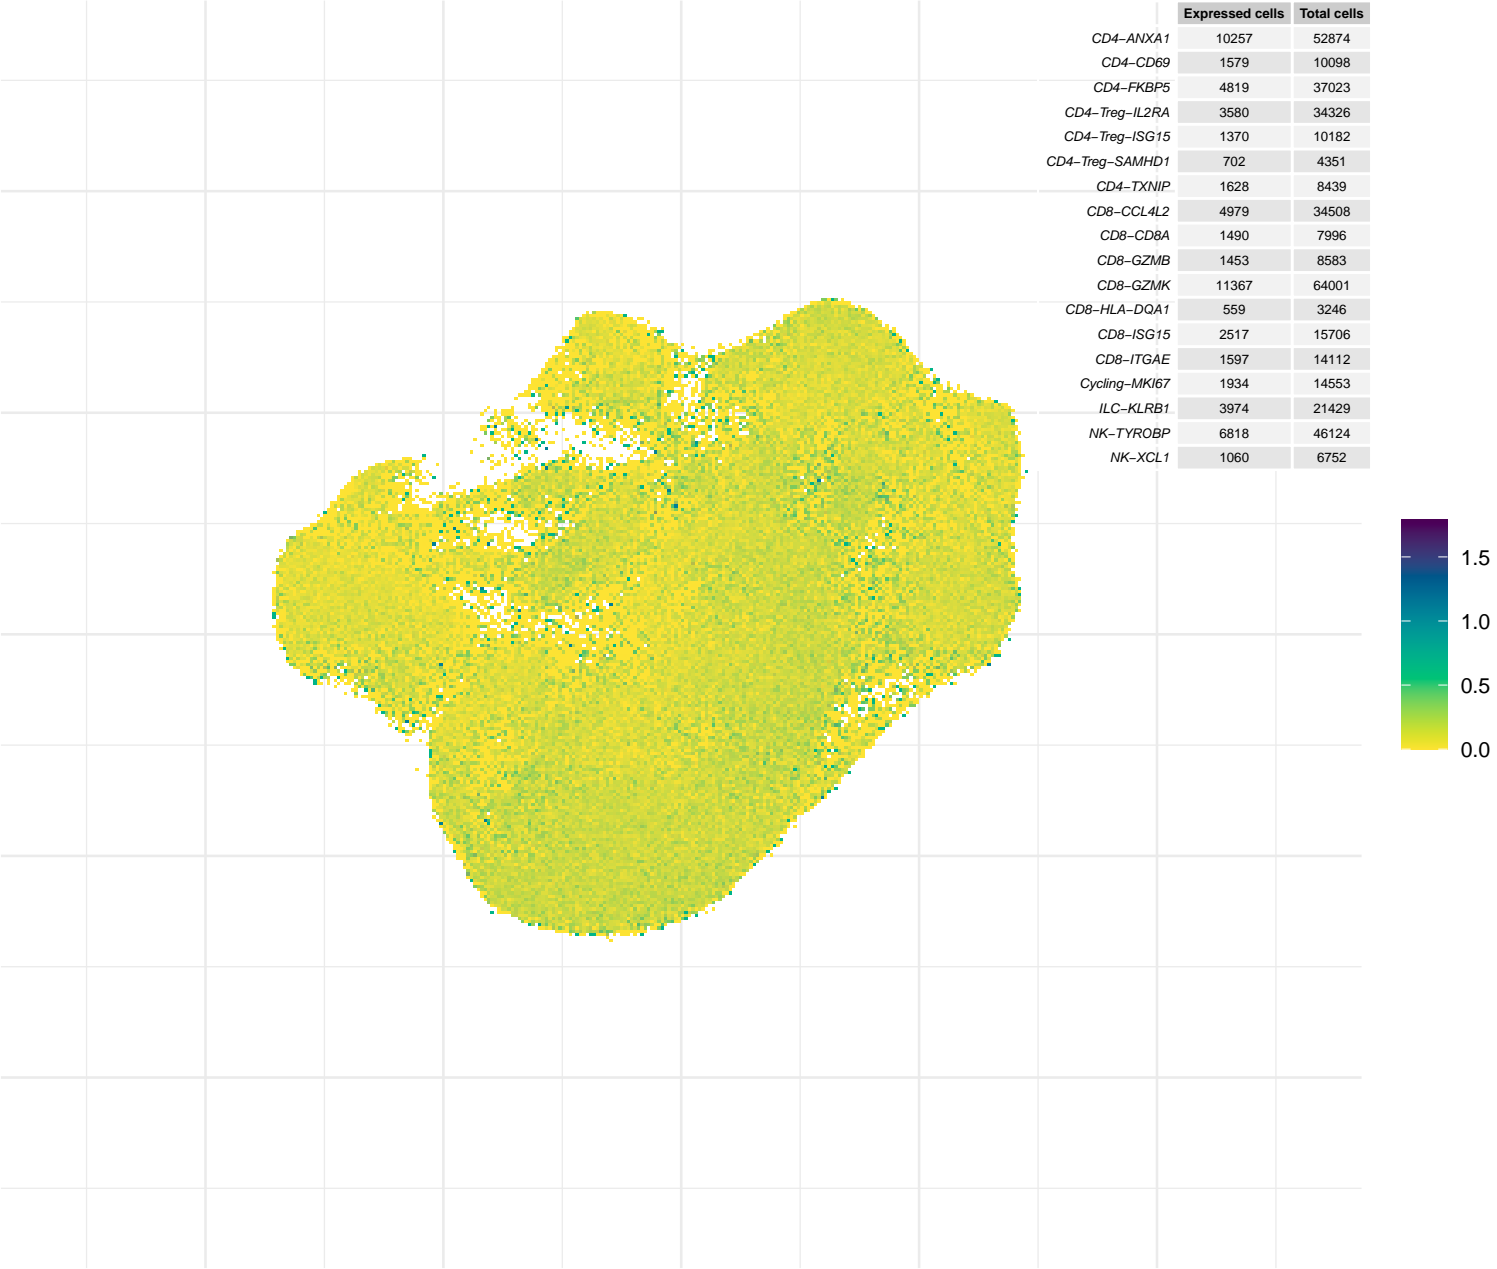 Expressed cells Total cells
CD4−ANXA1 10257 52874
CD4−CD69 1579 10098
CD4−FKBP5 4819 37023
CD4−Treg−IL2RA 3580 34326
CD4−Treg−ISG15 1370 10182
CD4−Treg−SAMHD1 702 4351
CD4−TXNIP 1628 8439
CD8−CCL4L2 4979 34508
CD8−CD8A 1490 7996
CD8−GZMB 1453 8583
CD8−GZMK 11367 64001
CD8−HLA−DQA1 559 3246
CD8−ISG15 2517 15706
CD8−ITGAE 1597 14112
Cycling−MKI67 1934 14553
ILC−KLRB1 3974 21429
NK−TYROBP 6818 46124
NK−XCL1 1060 6752
1.5
1.0
0.5
0.0